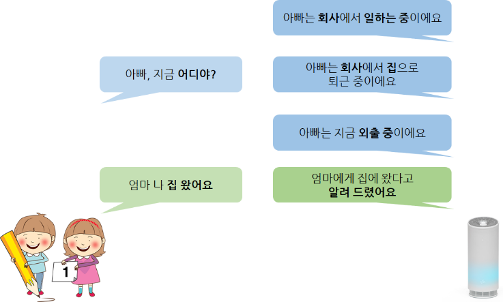 아빠는 회사에서 일하는 중이에요
아빠, 지금 어디야?
아빠는 회사에서 집으로
퇴근 중이에요
아빠는 지금 외출 중이에요
엄마 나 집 왔어요
엄마에게 집에 왔다고
알려 드렸어요
1